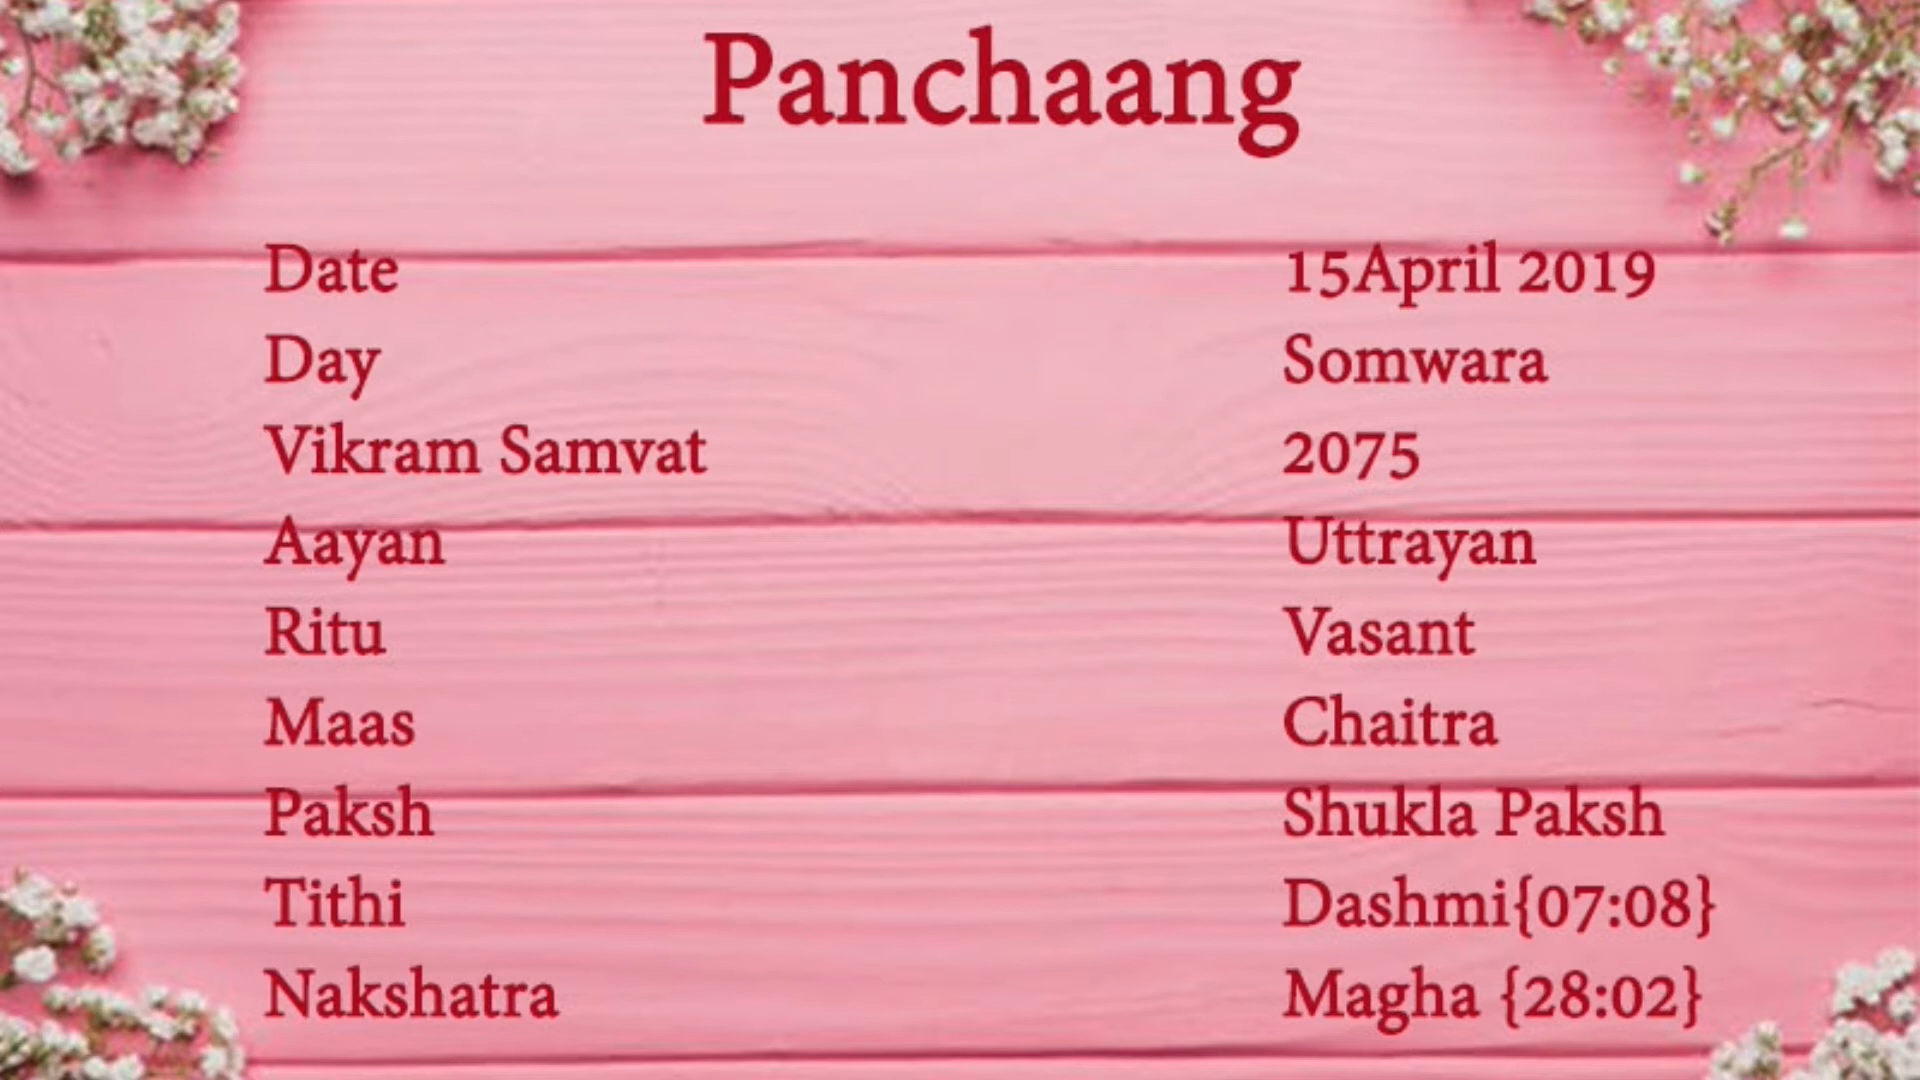 Panchaang
Date 15April 2019
Day Somwara
Vikram Samvat 2075
Aayan Uttrayan
Ritu Vasant
Maas Chaitra
Paksh Shukla Paksh
Tithi Dashmi{07:08}
Nakshatra Magha {28:02}